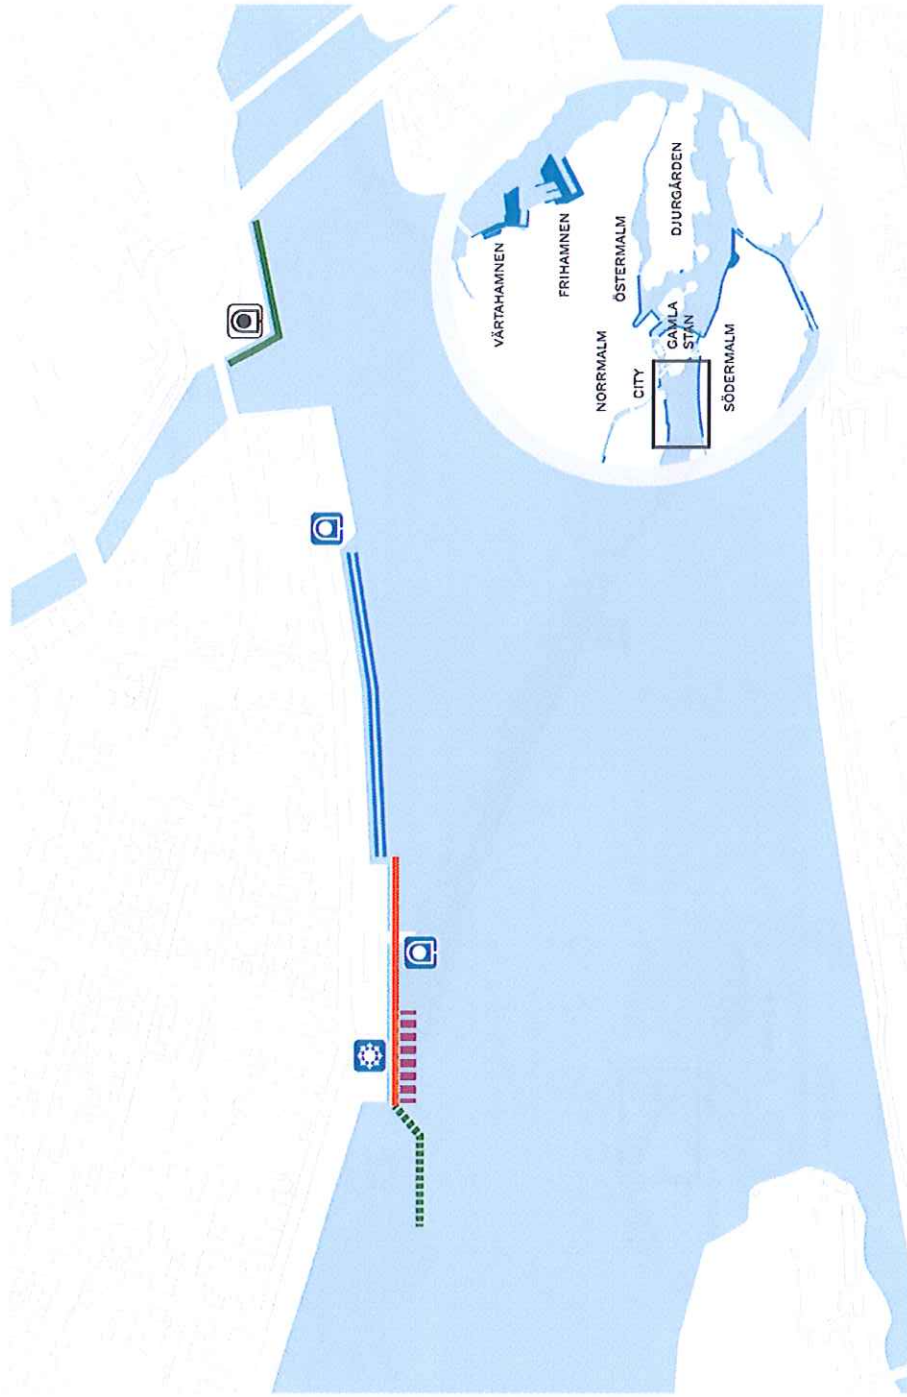 VÄRTAHAMNEN
FRIHAMNEN
NORRMALM
ÖSTERMALM
CITY
DJURGÅRDEN
GAMLA
STAN
SÖDERMALM